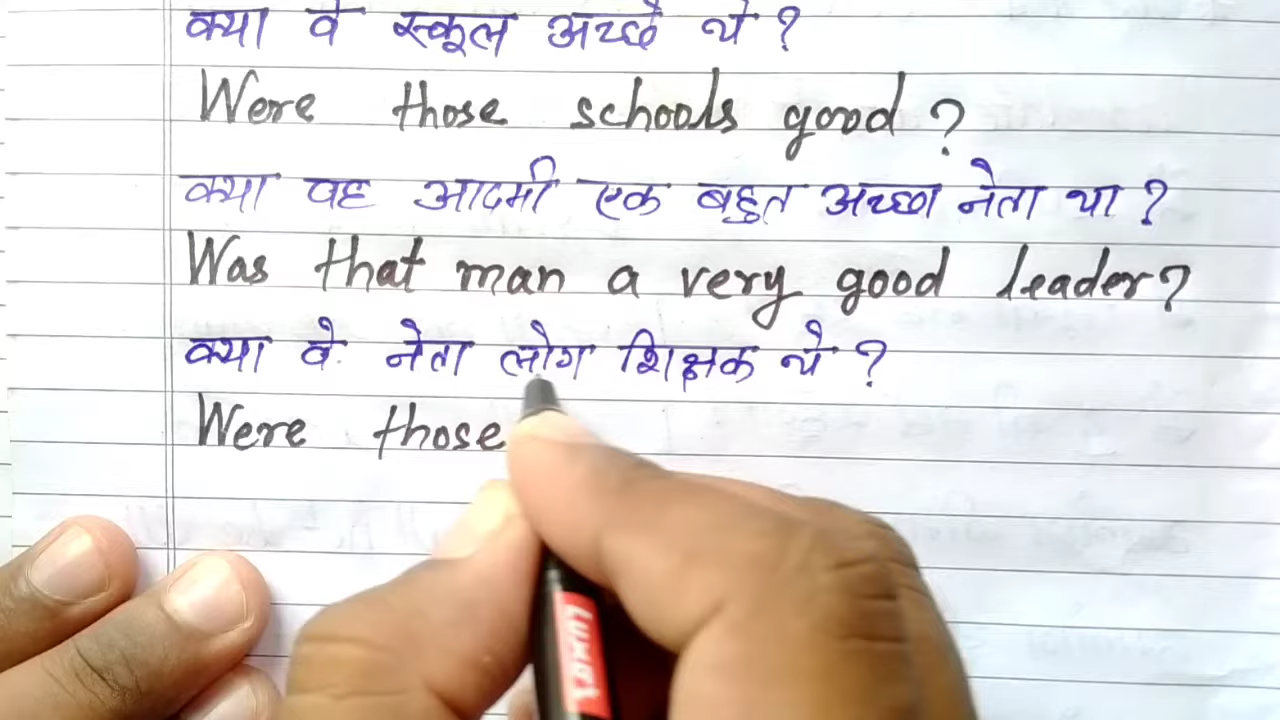 क्या वे स्कूल अच्छे थे ?
Were those schools good ?
क्या वह आदमी एक बहुत अच्छा नेता था ?
Was that man a very good leader ?
क्या वे नेता लोग शिक्षक थे ?
Were those
LUXOR